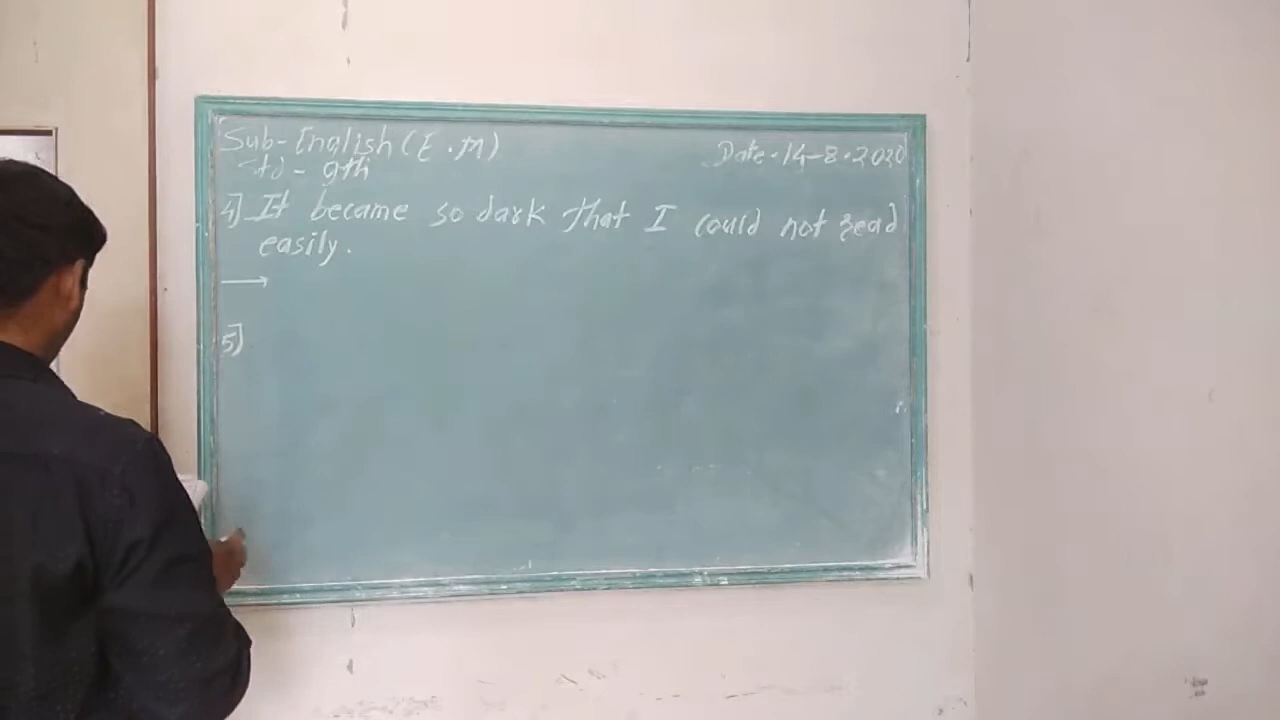 Sub-English (E.M)
Date-14-8-2020
Std - 9th
4] It became so dark that I could not read
easily.
→
5]